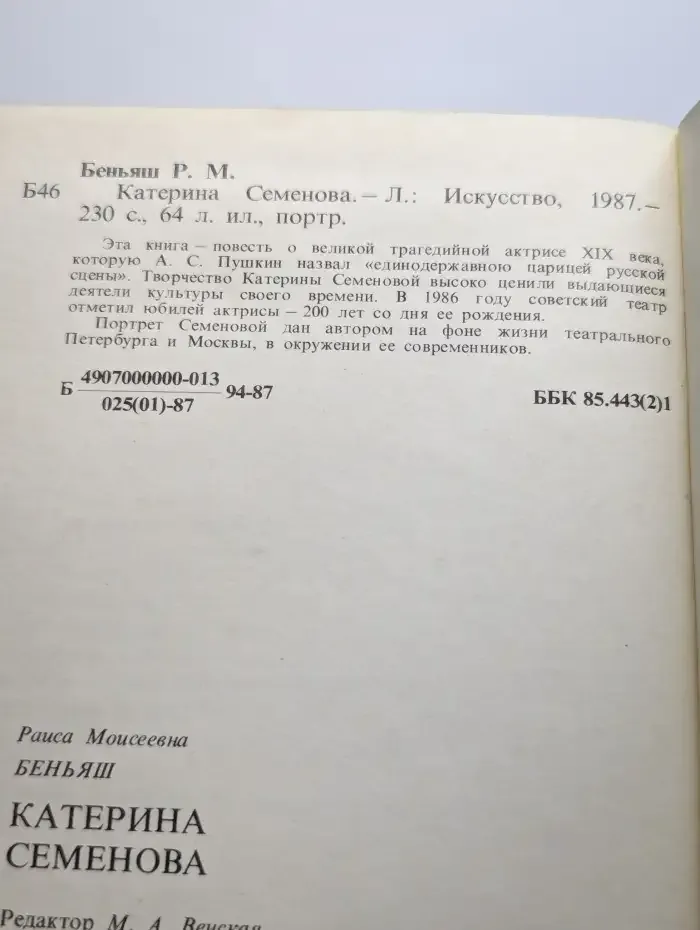 Беньяш Р. М.
Б46 Катерина Семенова.— Л.: Искусство, 1987.—
230 с., 64 л. ил., портр.
Эта книга — повесть о великой трагедийной актрисе XIX века,
которую А. С. Пушкин назвал «единодержавною царицей русской
сцены». Творчество Катерины Семеновой высоко ценили выдающиеся
деятели культуры своего времени. В 1986 году советский театр
отметил юбилей актрисы — 200 лет со дня ее рождения.
Портрет Семеновой дан автором на фоне жизни театрального
Петербурга и Москвы, в окружении ее современников.
Б 4907000000-013 94-87 ББК 85.443(2)1
025(01)-87
Раиса Моисеевна
БЕНЬЯШ
КАТЕРИНА
СЕМЕНОВА
Редактор М. А.